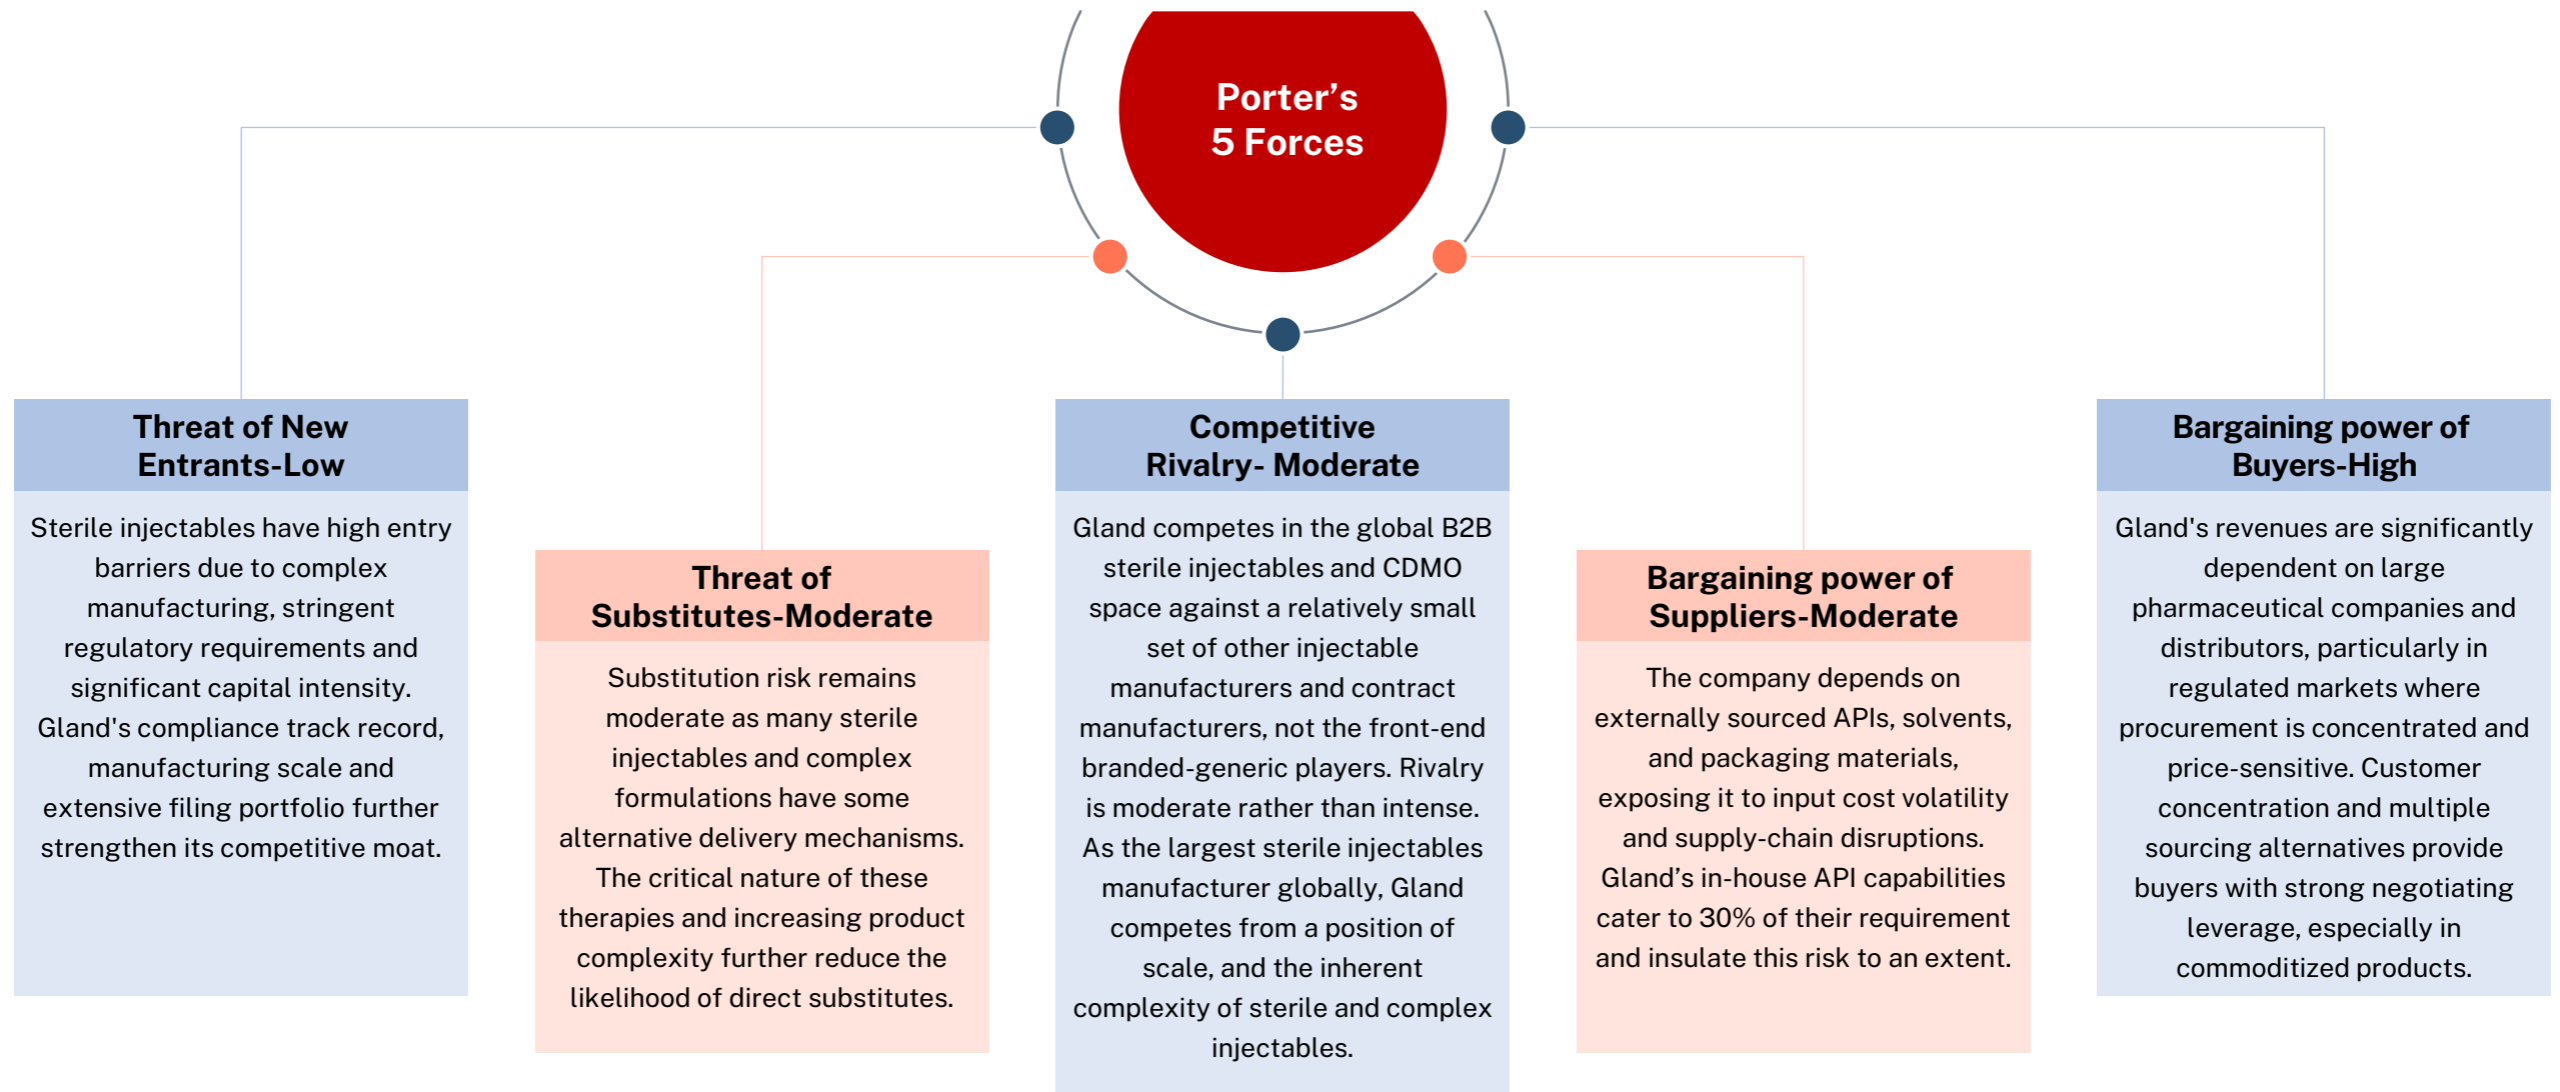 Porter’s
5 Forces
Threat of New
Entrants-Low
Sterile injectables have high entry
barriers due to complex
manufacturing, stringent
regulatory requirements and
significant capital intensity.
Gland's compliance track record,
manufacturing scale and
extensive filing portfolio further
strengthen its competitive moat.
Threat of
Substitutes-Moderate
Substitution risk remains
moderate as many sterile
injectables and complex
formulations have some
alternative delivery mechanisms.
The critical nature of these
therapies and increasing product
complexity further reduce the
likelihood of direct substitutes.
Competitive
Rivalry- Moderate
Gland competes in the global B2B
sterile injectables and CDMO
space against a relatively small
set of other injectable
manufacturers and contract
manufacturers, not the front-end
branded-generic players. Rivalry
is moderate rather than intense.
As the largest sterile injectables
manufacturer globally, Gland
competes from a position of
scale, and the inherent
complexity of sterile and complex
injectables.
Bargaining power of
Suppliers-Moderate
The company depends on
externally sourced APIs, solvents,
and packaging materials,
exposing it to input cost volatility
and supply-chain disruptions.
Gland’s in-house API capabilities
cater to 30% of their requirement
and insulate this risk to an extent.
Bargaining power of
Buyers-High
Gland's revenues are significantly
dependent on large
pharmaceutical companies and
distributors, particularly in
regulated markets where
procurement is concentrated and
price-sensitive. Customer
concentration and multiple
sourcing alternatives provide
buyers with strong negotiating
leverage, especially in
commoditized products.